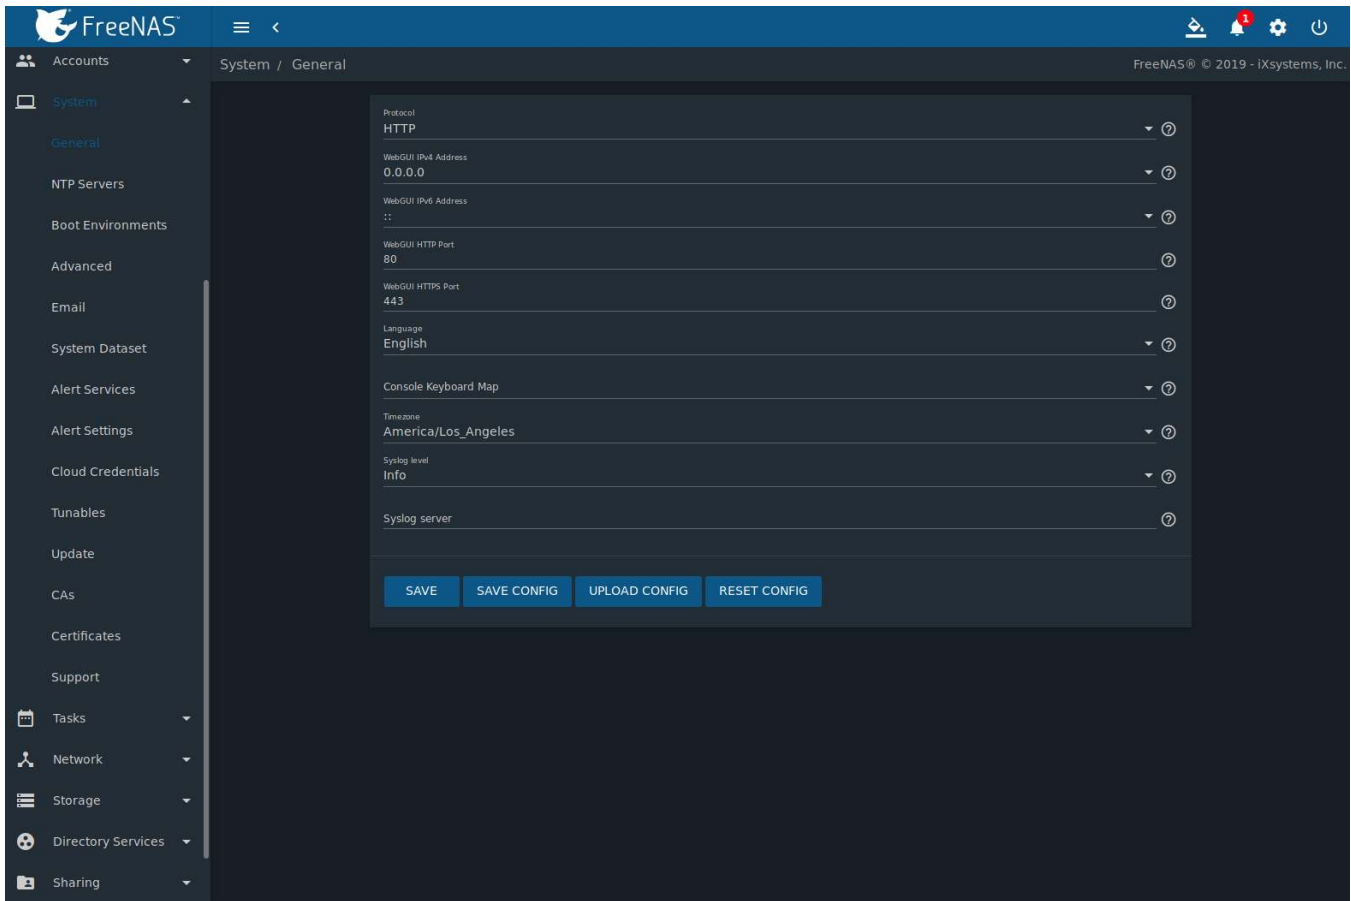 FreeNAS
1
Accounts
System / General
FreeNAS® © 2019 - iXsystems, Inc.
System
General
NTP Servers
Boot Environments
Advanced
Email
System Dataset
Alert Services
Alert Settings
Cloud Credentials
Tunables
Update
CAs
Certificates
Support
Tasks
Network
Storage
Directory Services
Sharing
Protocol
HTTP
WebGUI IPv4 Address
0.0.0.0
WebGUI IPv6 Address
::
WebGUI HTTP Port
80
WebGUI HTTPS Port
443
Language
English
Console Keyboard Map
Timezone
America/Los_Angeles
Syslog level
Info
Syslog server
SAVE SAVE CONFIG UPLOAD CONFIG RESET CONFIG